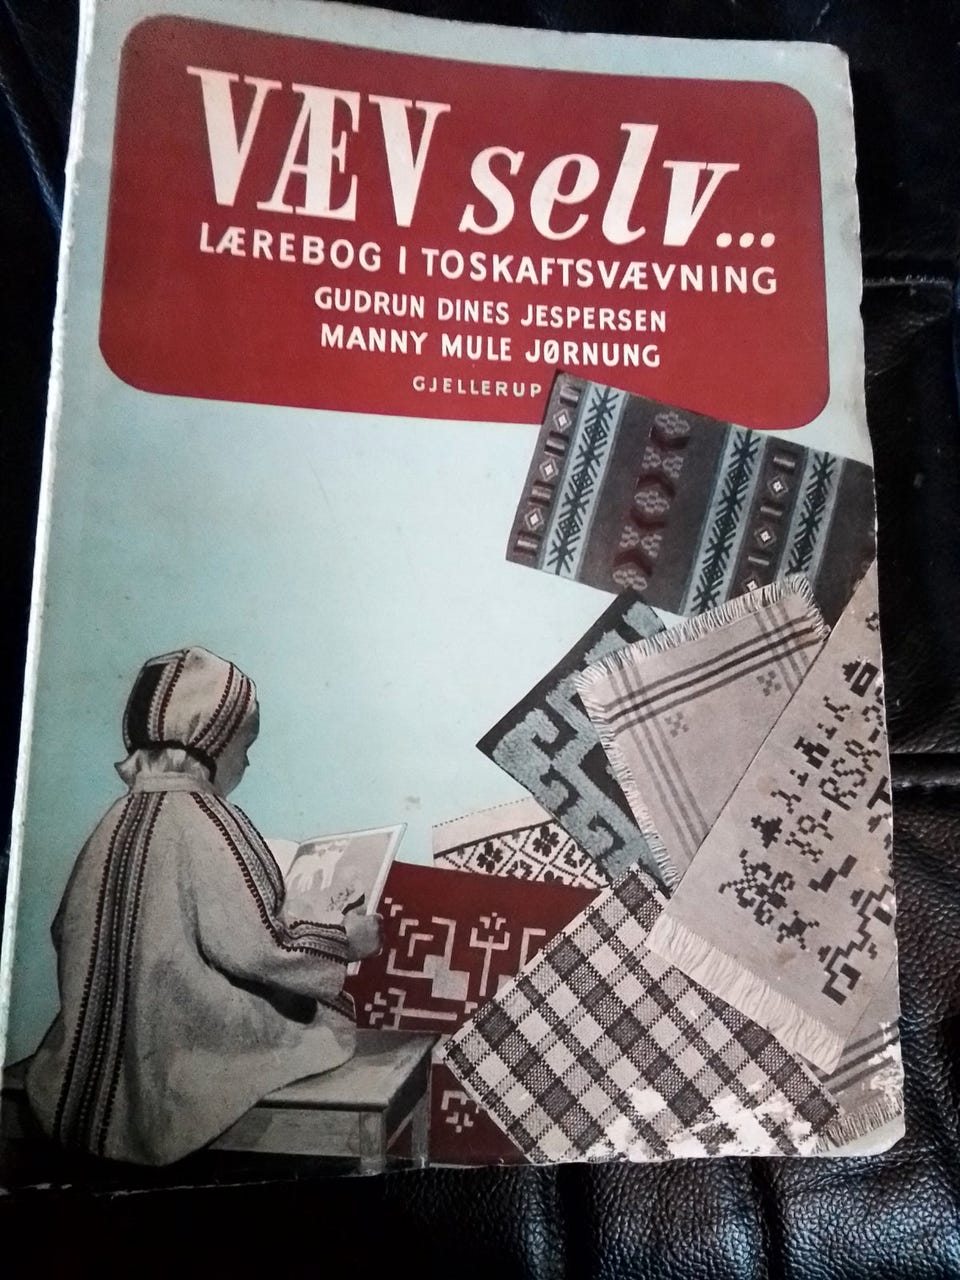 VÆV selv...
LÆREBOG I TOSKAFTSVÆVNING
GUDRUN DINES JESPERSEN
MANNY MULE JØRNUNG
GJELLERUP